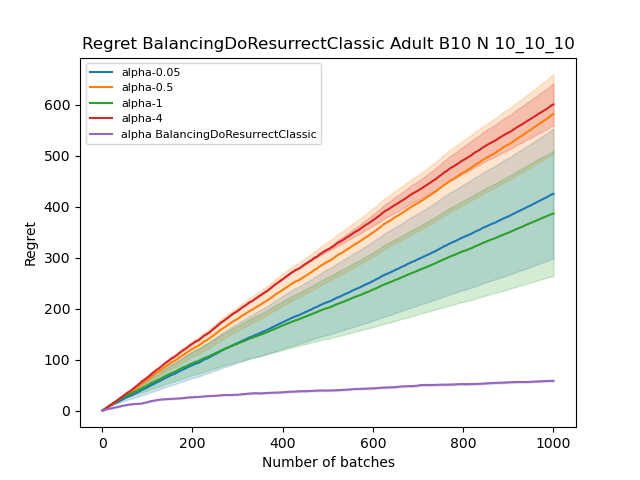 Regret BalancingDoResurrectClassic Adult B10 N 10_10_10
alpha-0.05
alpha-0.5
alpha-1
alpha-4
alpha BalancingDoResurrectClassic
Regret
600
500
400
300
200
100
0
0 200 400 600 800 1000
Number of batches